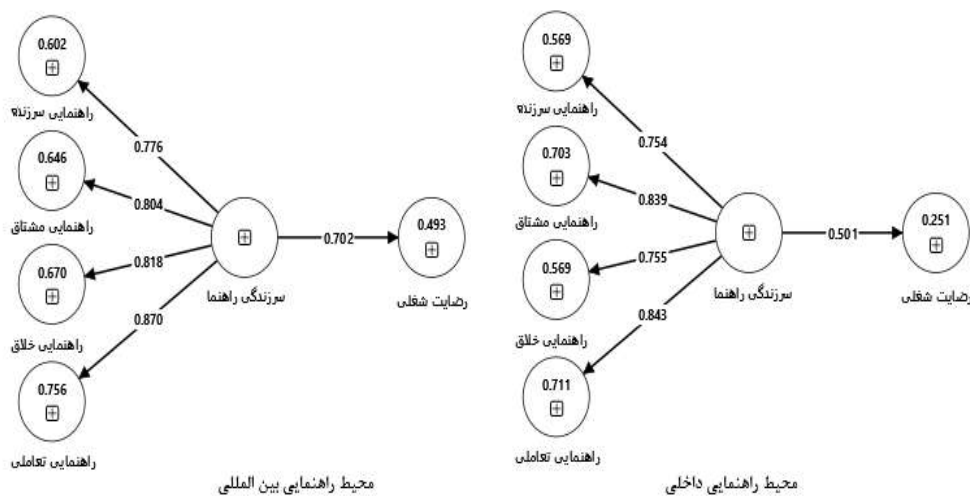 0.602
راهنمایی سرزنده
0.776
0.646
راهنمایی مشتاق
0.804
0.670
راهنمایی خلاق
0.818
0.756
راهنمایی تعاملی
0.870
سرزندگی راهنما
0.702
0.493
رضایت شغلی
محیط راهنمایی بین المللی
0.569
راهنمایی سرزنده
0.754
0.703
راهنمایی مشتاق
0.839
0.569
راهنمایی خلاق
0.755
0.711
راهنمایی تعاملی
0.843
سرزندگی راهنما
0.501
0.251
رضایت شغلی
محیط راهنمایی داخلی